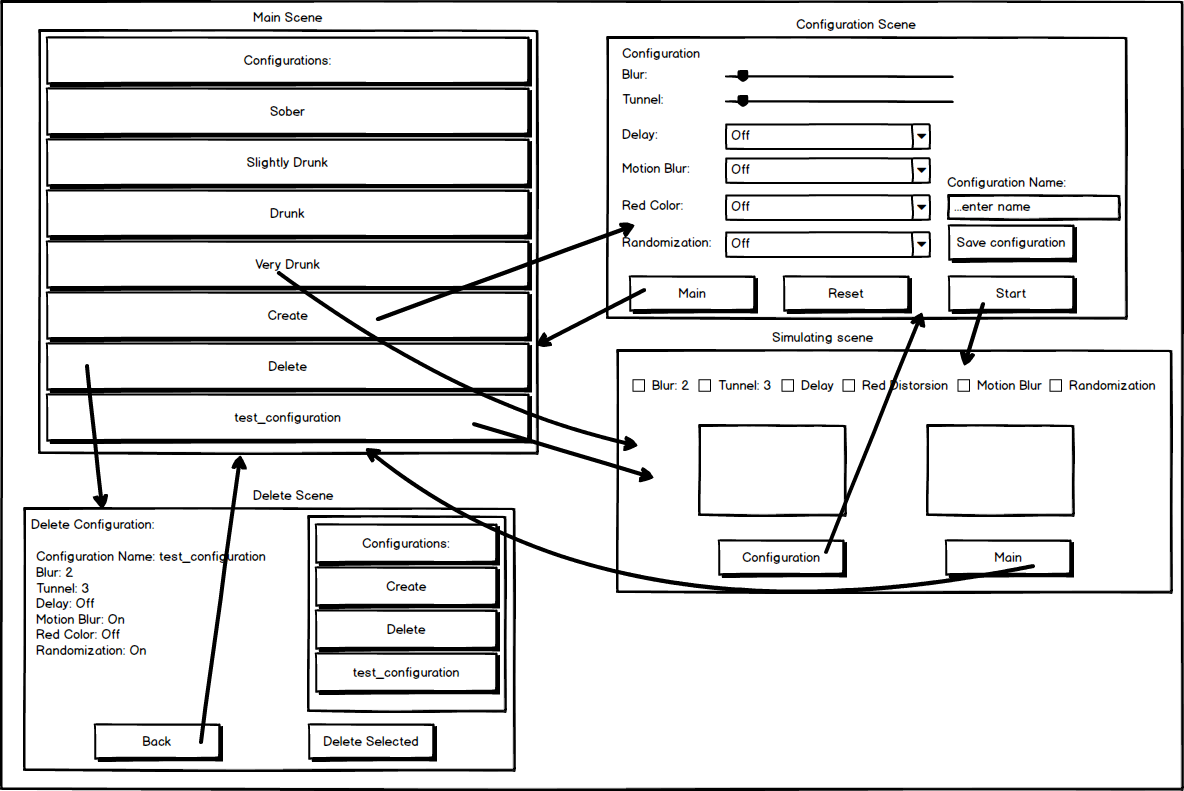 Main Scene
Configurations:
Sober
Slightly Drunk
Drunk
Very Drunk
Create
Delete
test_configuration
Configuration Scene
Configuration
Blur:
Tunnel:
Delay: Off
Motion Blur: Off
Red Color: Off
Randomization: Off
Configuration Name:
...enter name
Save configuration
Main Reset Start
Simulating scene
Blur: 2 Tunnel: 3 Delay Red Distorsion Motion Blur Randomization
Configuration Main
Delete Scene
Delete Configuration:
Configuration Name: test_configuration
Blur: 2
Tunnel: 3
Delay: Off
Motion Blur: On
Red Color: Off
Randomization: On
Configurations:
Create
Delete
test_configuration
Back Delete Selected